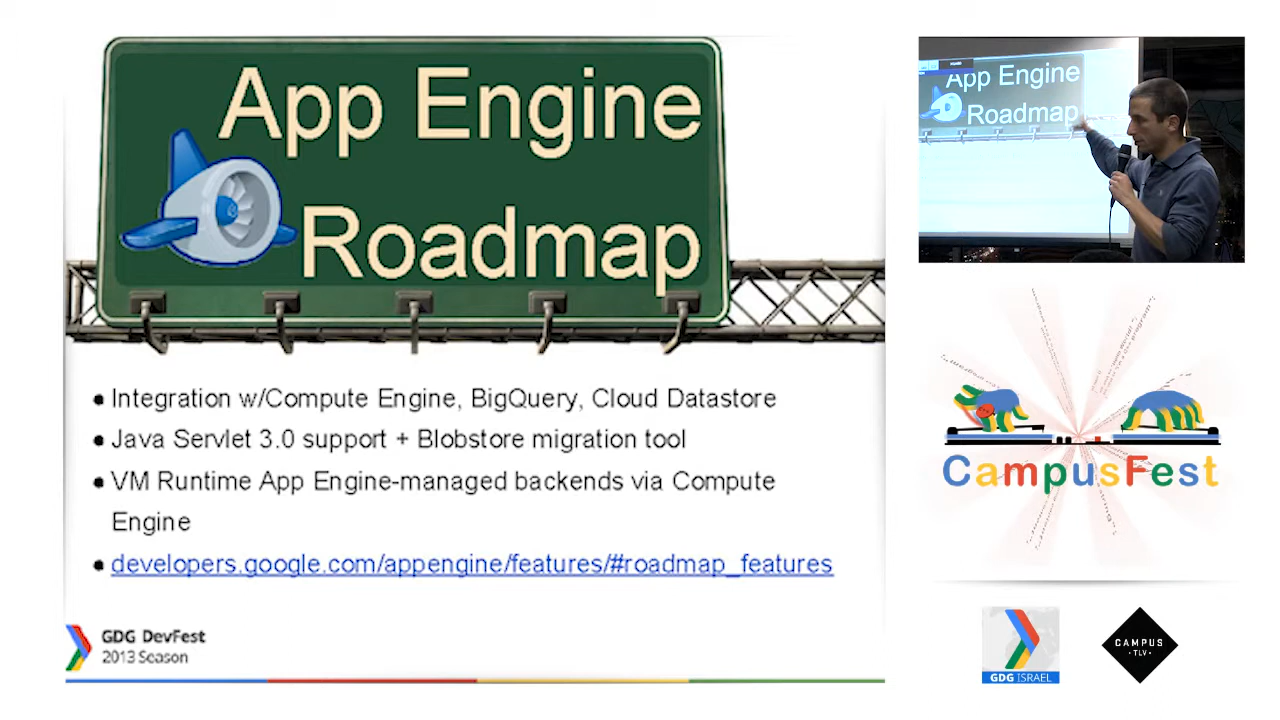 App Engine
Roadmap
• Integration w/Compute Engine, BigQuery, Cloud Datastore
• Java Servlet 3.0 support + Blobstore migration tool
• VM Runtime App Engine-managed backends via Compute
Engine
• developers.google.com/appengine/features/#roadmap_features
GDG DevFest
2013 Season
App Engine
Roadmap
CampusFest
GDG ISRAEL
CAMPUS
• TLV •